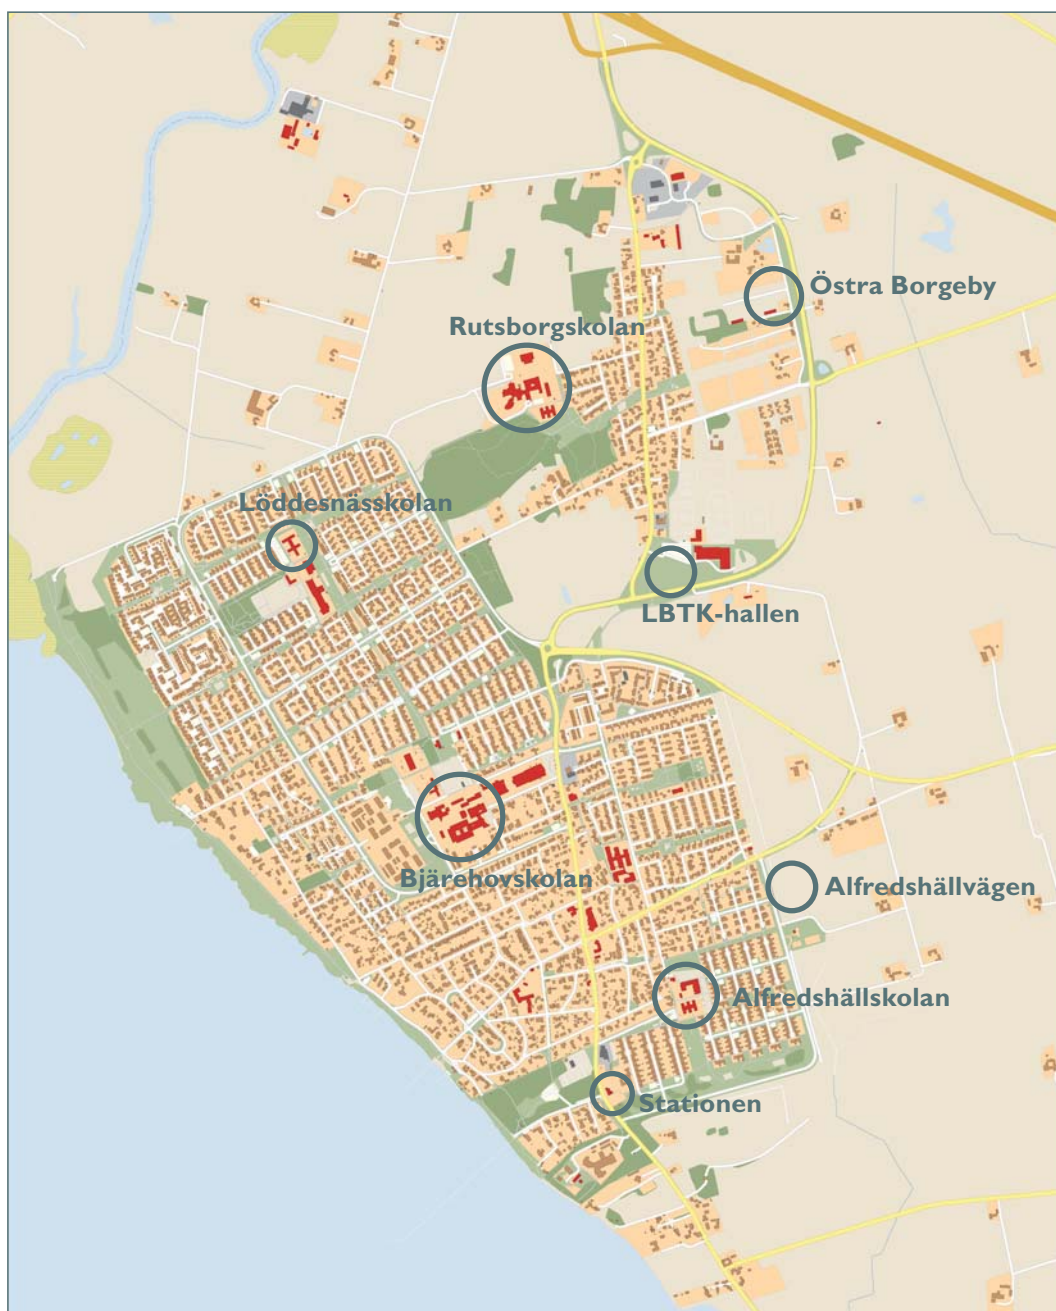 Östra Borgeby
Rutsborgskolan
Löddesnässkolan
LBTK-hallen
Bjärehovskolan
Alfredshällvägen
Alfredshällskolan
Stationen